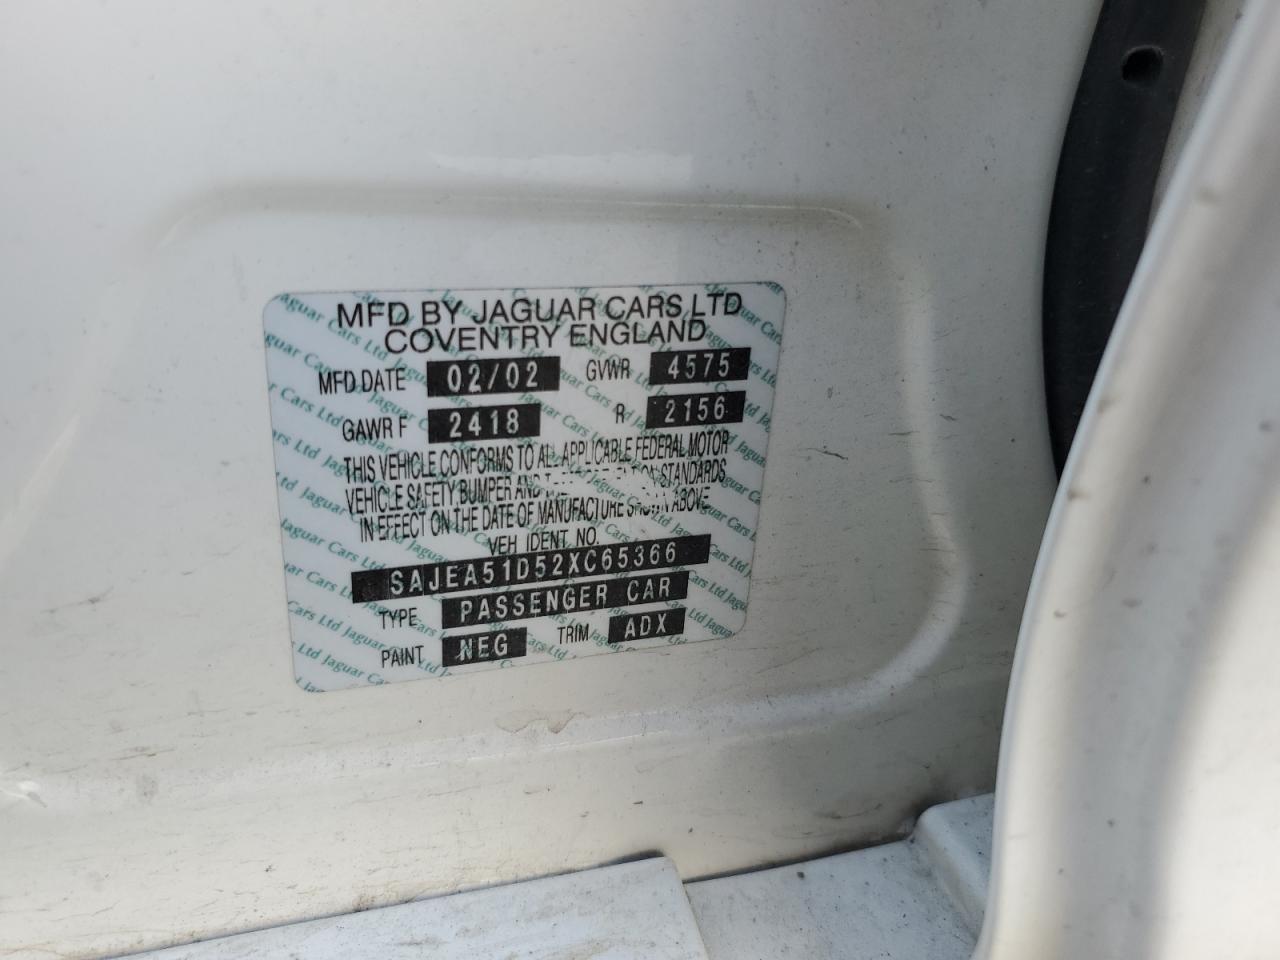 MFD BY JAGUAR CARS LTD
COVENTRY ENGLAND
MFD DATE 02/02 GVWR 4575
GAWR F 2418 R 2156
THIS VEHICLE CONFORMS TO ALL APPLICABLE FEDERAL MOTOR
VEHICLE SAFETY BUMPER AND STANDARDS
IN EFFECT ON THE DATE OF MANUFACTURE SHOWN ABOVE
VEH IDENT. NO.
SAJEA51D52XC65366
TYPE PASSENGER CAR
PAINT NEG TRIM ADX